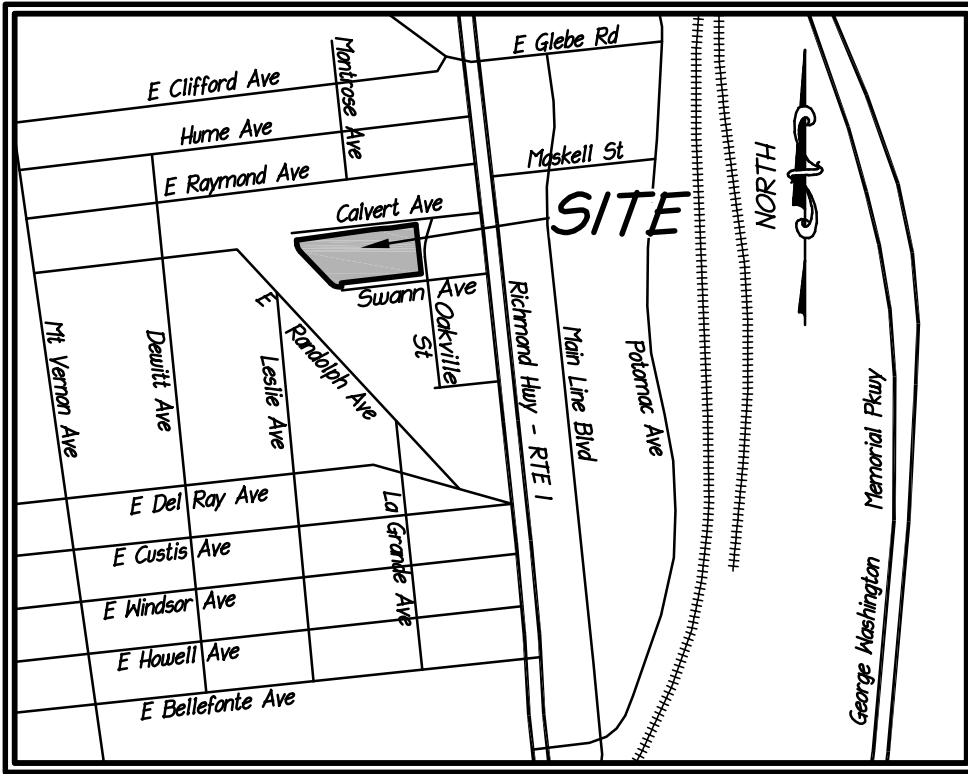 E Glebe Rd
E Clifford Ave
Montrose Ave
Hume Ave
Maskell St
E Raymond Ave
NORTH
Calvert Ave
SITE
Swann Ave
Oakville
St
E Randolph Ave
Richmond Hwy - RTE 1
Main Line Blvd
Potomac Ave
Mt Vernon Ave
Dewitt Ave
Leslie Ave
George Washington Memorial Pkwy
E Del Ray Ave
La Grande Ave
E Custis Ave
E Windsor Ave
E Howell Ave
E Bellefonte Ave